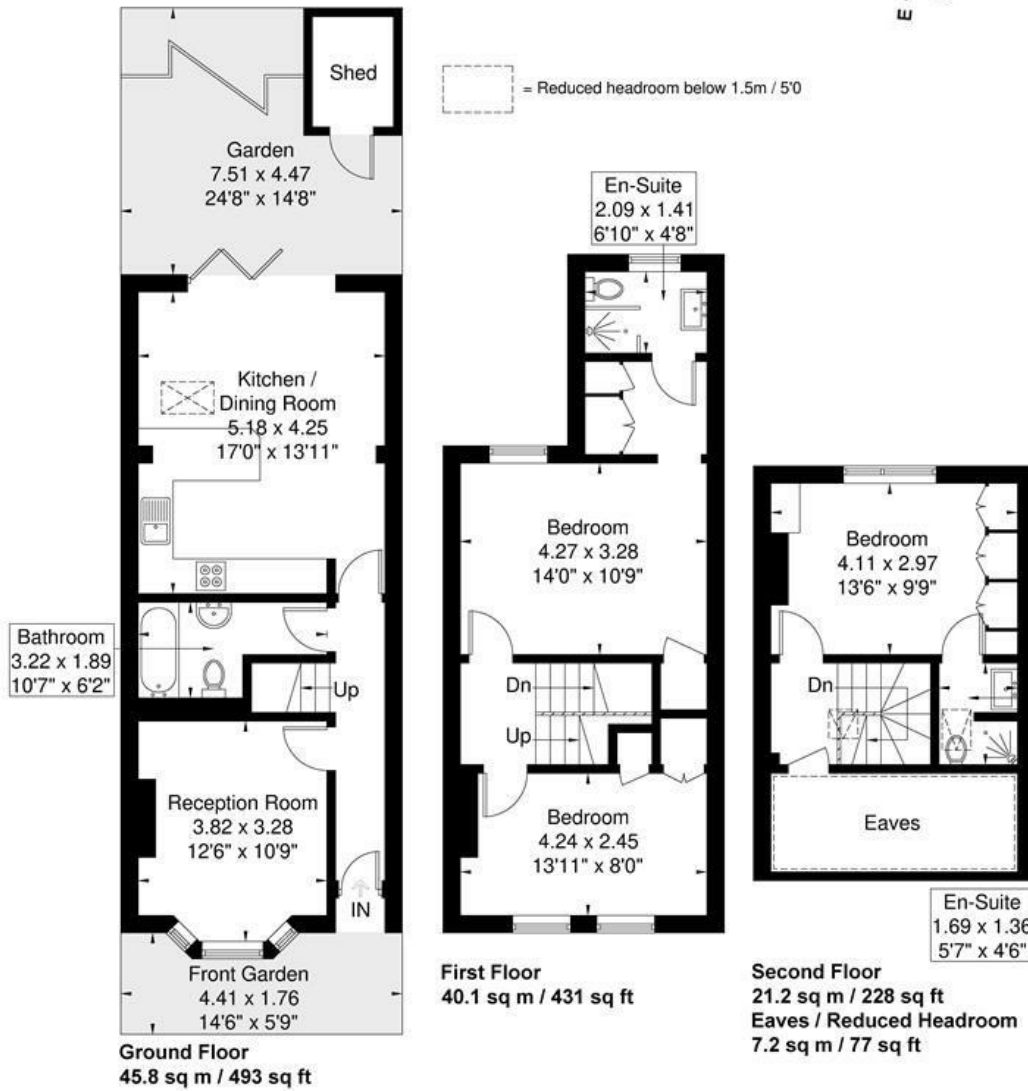 E
Shed
= Reduced headroom below 1.5m / 5'0
Garden
7.51 x 4.47
24'8" x 14'8"
En-Suite
2.09 x 1.41
6'10" x 4'8"
Kitchen /
Dining Room
5.18 x 4.25
17'0" x 13'11"
Bedroom
4.27 x 3.28
14'0" x 10'9"
Bedroom
4.11 x 2.97
13'6" x 9'9"
Bathroom
3.22 x 1.89
10'7" x 6'2"
Up
Dn
Up
Dn
Reception Room
3.82 x 3.28
12'6" x 10'9"
IN
Bedroom
4.24 x 2.45
13'11" x 8'0"
Eaves
En-Suite
1.69 x 1.36
5'7" x 4'6"
Front Garden
4.41 x 1.76
14'6" x 5'9"
Ground Floor
45.8 sq m / 493 sq ft
First Floor
40.1 sq m / 431 sq ft
Second Floor
21.2 sq m / 228 sq ft
Eaves / Reduced Headroom
7.2 sq m / 77 sq ft